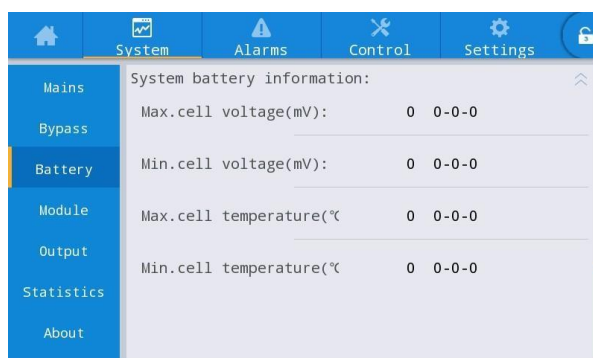 System Alarms Control Settings 3
Mains
Bypass
Battery
Module
Output
Statistics
About
System battery information:
Max.cell voltage(mV): 0 0-0-0
Min.cell voltage(mV): 0 0-0-0
Max.cell temperature(℃ 0 0-0-0
Min.cell temperature(℃ 0 0-0-0